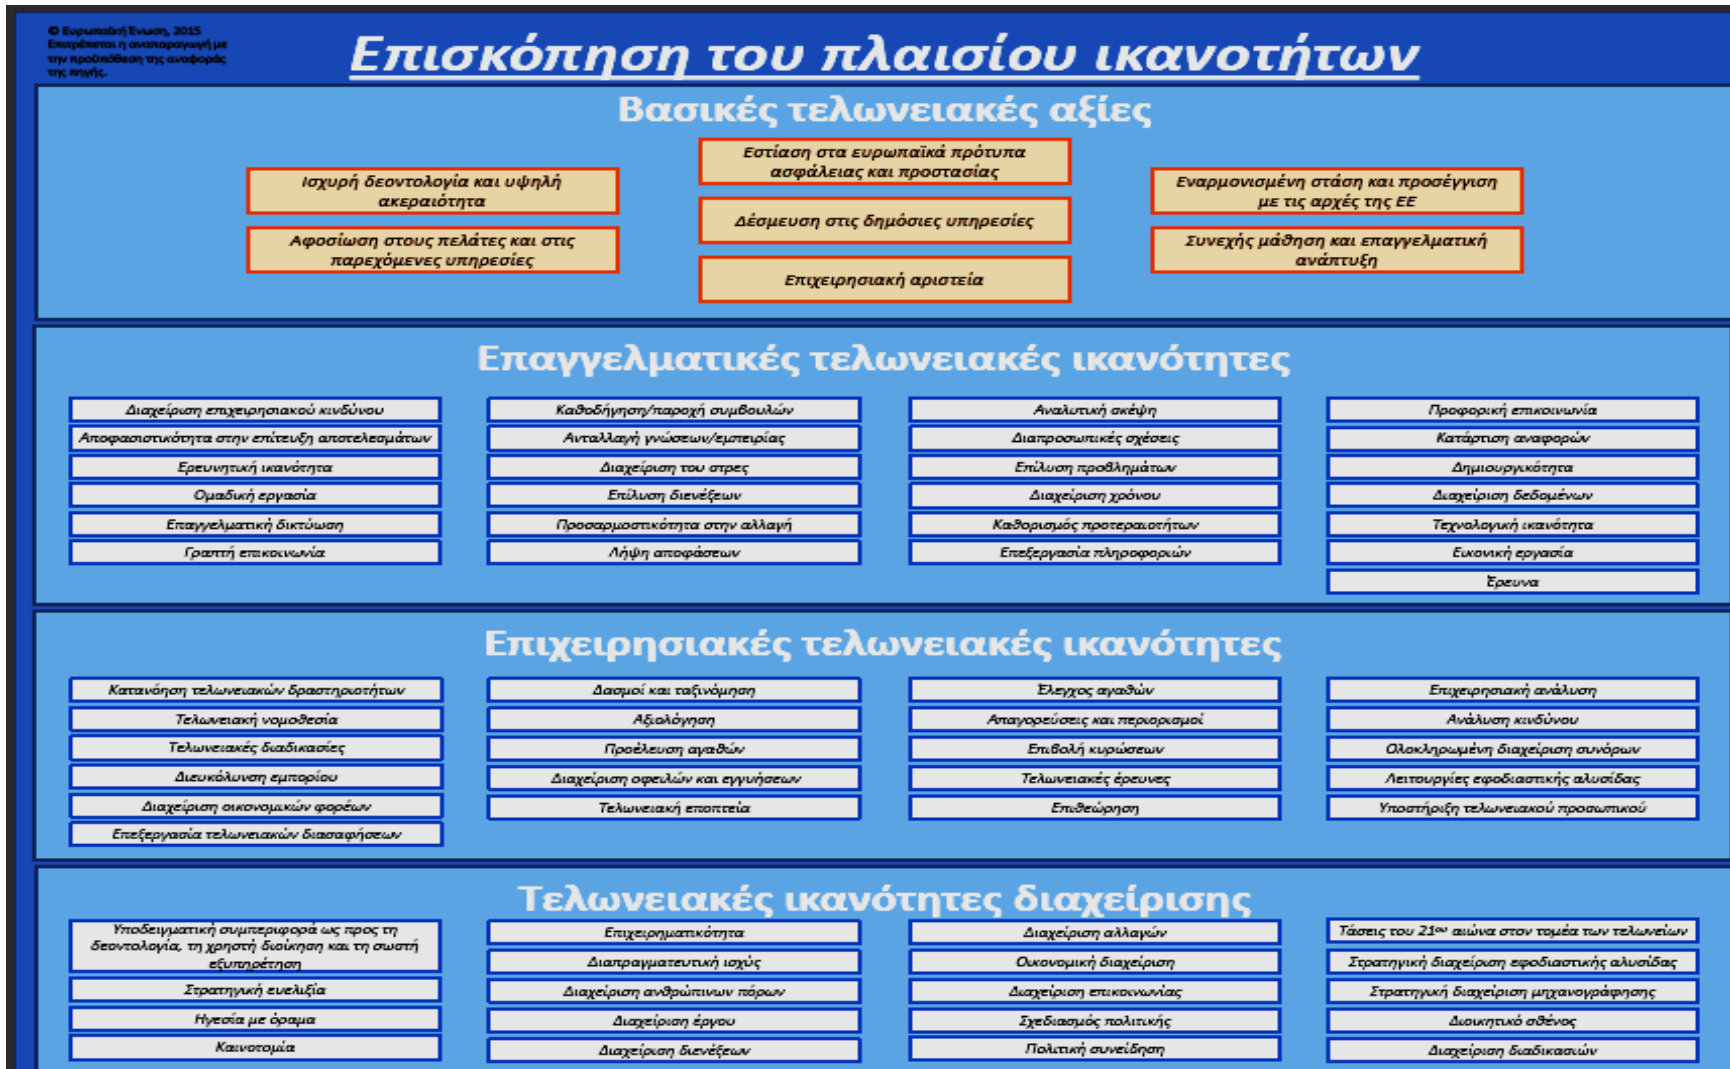 © Ευρωπαϊκή Ένωση, 2015
Επιτρέπεται η αναπαραγωγή με
την προϋπόθεση της αναφοράς
της πηγής.
Επισκόπηση του πλαισίου ικανοτήτων
Βασικές τελωνειακές αξίες
Ισχυρή δεοντολογία και υψηλή
ακεραιότητα
Αφοσίωση στους πελάτες και στις
παρεχόμενες υπηρεσίες
Εστίαση στα ευρωπαϊκά πρότυπα
ασφάλειας και προστασίας
Δέσμευση στις δημόσιες υπηρεσίες
Επιχειρησιακή αριστεία
Εναρμονισμένη στάση και προσέγγιση
με τις αρχές της ΕΕ
Συνεχής μάθηση και επαγγελματική
ανάπτυξη
Επαγγελματικές τελωνειακές ικανότητες
Διαχείριση επιχειρησιακού κινδύνου
Αποφασιστικότητα στην επίτευξη αποτελεσμάτων
Ερευνητική ικανότητα
Ομαδική εργασία
Επαγγελματική δικτύωση
Γραπτή επικοινωνία
Καθοδήγηση/παροχή συμβουλών
Ανταλλαγή γνώσεων/εμπειρίας
Διαχείριση του στρες
Επίλυση διενέξεων
Προσαρμοστικότητα στην αλλαγή
Λήψη αποφάσεων
Αναλυτική σκέψη
Διαπροσωπικές σχέσεις
Επίλυση προβλημάτων
Διαχείριση χρόνου
Καθορισμός προτεραιοτήτων
Επεξεργασία πληροφοριών
Προφορική επικοινωνία
Κατάρτιση αναφορών
Δημιουργικότητα
Διαχείριση δεδομένων
Τεχνολογική ικανότητα
Εικονική εργασία
Έρευνα
Επιχειρησιακές τελωνειακές ικανότητες
Κατανόηση τελωνειακών δραστηριοτήτων
Τελωνειακή νομοθεσία
Τελωνειακές διαδικασίες
Διευκόλυνση εμπορίου
Διαχείριση οικονομικών φορέων
Επεξεργασία τελωνειακών διασαφήσεων
Δασμοί και ταξινόμηση
Αξιολόγηση
Προέλευση αγαθών
Διαχείριση οφειλών και εγγυήσεων
Τελωνειακή εποπτεία
Έλεγχος αγαθών
Απαγορεύσεις και περιορισμοί
Επιβολή κυρώσεων
Τελωνειακές έρευνες
Επιθεώρηση
Επιχειρησιακή ανάλυση
Ανάλυση κινδύνου
Ολοκληρωμένη διαχείριση συνόρων
Λειτουργίες εφοδιαστικής αλυσίδας
Υποστήριξη τελωνειακού προσωπικού
Τελωνειακές ικανότητες διαχείρισης
Υποδειγματική συμπεριφορά ως προς τη
δεοντολογία, τη χρηστή διοίκηση και τη σωστή
εξυπηρέτηση
Στρατηγική ευελιξία
Ηγεσία με όραμα
Καινοτομία
Επιχειρηματικότητα
Διαπραγματευτική ισχύς
Διαχείριση ανθρώπινων πόρων
Διαχείριση έργου
Διαχείριση διενέξεων
Διαχείριση αλλαγών
Οικονομική διαχείριση
Διαχείριση επικοινωνίας
Σχεδιασμός πολιτικής
Πολιτική συνείδηση
Τάσεις του 21ου αιώνα στον τομέα των τελωνείων
Στρατηγική διαχείριση εφοδιαστικής αλυσίδας
Στρατηγική διαχείριση μηχανογράφησης
Διοικητικό σθένος
Διαχείριση διαδικασιών